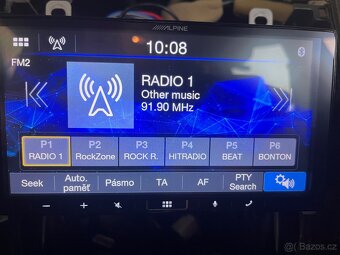 ALPINE
10:08
FM2
RADIO 1
Other music
91.90 MHz
P1 P2 P3 P4 P5 P6
RADIO 1 RockZone ROCK R. HITRADIO BEAT BONTON
Seek Auto. paměť Pásmo TA AF PTY Search
Bazoš.cz